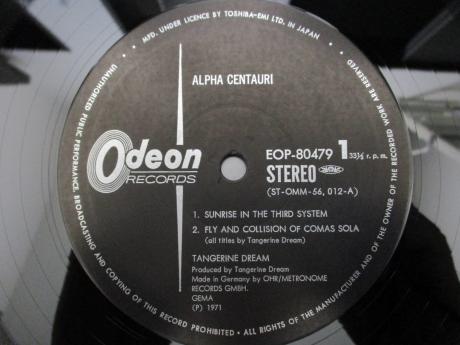 • MFD. UNDER LICENCE BY TOSHIBA-EMI LTD. IN JAPAN •
UNAUTHORIZED PUBLIC PERFORMANCE, BROADCASTING AND COPYING OF THIS RECORD PROHIBITED • ALL RIGHTS OF THE MANUFACTURER AND OF THE OWNER OF THE RECORDED WORK ARE RESERVED
ALPHA CENTAURI
Odeon
RECORDS
EOP-80479 1 33⅓ r.p.m.
STEREO
(ST-OMM-56, 012-A)
1. SUNRISE IN THE THIRD SYSTEM
2. FLY AND COLLISION OF COMAS SOLA
(all titles by Tangerine Dream)
TANGERINE DREAM
Produced by Tangerine Dream
Made in Germany by OHR/METRONOME
RECORDS GMBH.
GEMA
(P) 1971